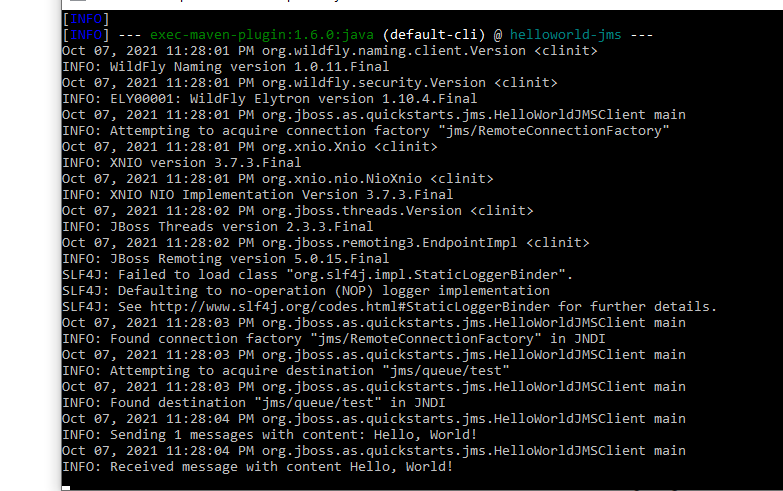 [INFO]
[INFO] --- exec-maven-plugin:1.6.0:java (default-cli) @ helloworld-jms ---
Oct 07, 2021 11:28:01 PM org.wildfly.naming.client.Version <clinit>
INFO: WildFly Naming version 1.0.11.Final
Oct 07, 2021 11:28:01 PM org.wildfly.security.Version <clinit>
INFO: ELY00001: WildFly Elytron version 1.10.4.Final
Oct 07, 2021 11:28:01 PM org.jboss.as.quickstarts.jms.HelloWorldJMSClient main
INFO: Attempting to acquire connection factory "jms/RemoteConnectionFactory"
Oct 07, 2021 11:28:01 PM org.xnio.Xnio <clinit>
INFO: XNIO version 3.7.3.Final
Oct 07, 2021 11:28:01 PM org.xnio.nio.NioXnio <clinit>
INFO: XNIO NIO Implementation Version 3.7.3.Final
Oct 07, 2021 11:28:02 PM org.jboss.threads.Version <clinit>
INFO: JBoss Threads version 2.3.3.Final
Oct 07, 2021 11:28:02 PM org.jboss.remoting3.EndpointImpl <clinit>
INFO: JBoss Remoting version 5.0.15.Final
SLF4J: Failed to load class "org.slf4j.impl.StaticLoggerBinder".
SLF4J: Defaulting to no-operation (NOP) logger implementation
SLF4J: See http://www.slf4j.org/codes.html#StaticLoggerBinder for further details.
Oct 07, 2021 11:28:03 PM org.jboss.as.quickstarts.jms.HelloWorldJMSClient main
INFO: Found connection factory "jms/RemoteConnectionFactory" in JNDI
Oct 07, 2021 11:28:03 PM org.jboss.as.quickstarts.jms.HelloWorldJMSClient main
INFO: Attempting to acquire destination "jms/queue/test"
Oct 07, 2021 11:28:03 PM org.jboss.as.quickstarts.jms.HelloWorldJMSClient main
INFO: Found destination "jms/queue/test" in JNDI
Oct 07, 2021 11:28:04 PM org.jboss.as.quickstarts.jms.HelloWorldJMSClient main
INFO: Sending 1 messages with content: Hello, World!
Oct 07, 2021 11:28:04 PM org.jboss.as.quickstarts.jms.HelloWorldJMSClient main
INFO: Received message with content Hello, World!